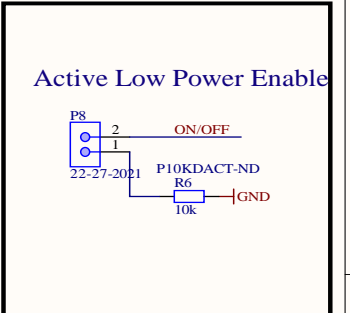 Active Low Power Enable
P8
2
ON/OFF
1
22-27-2021
P10KDACT-ND
R6
GND
10k